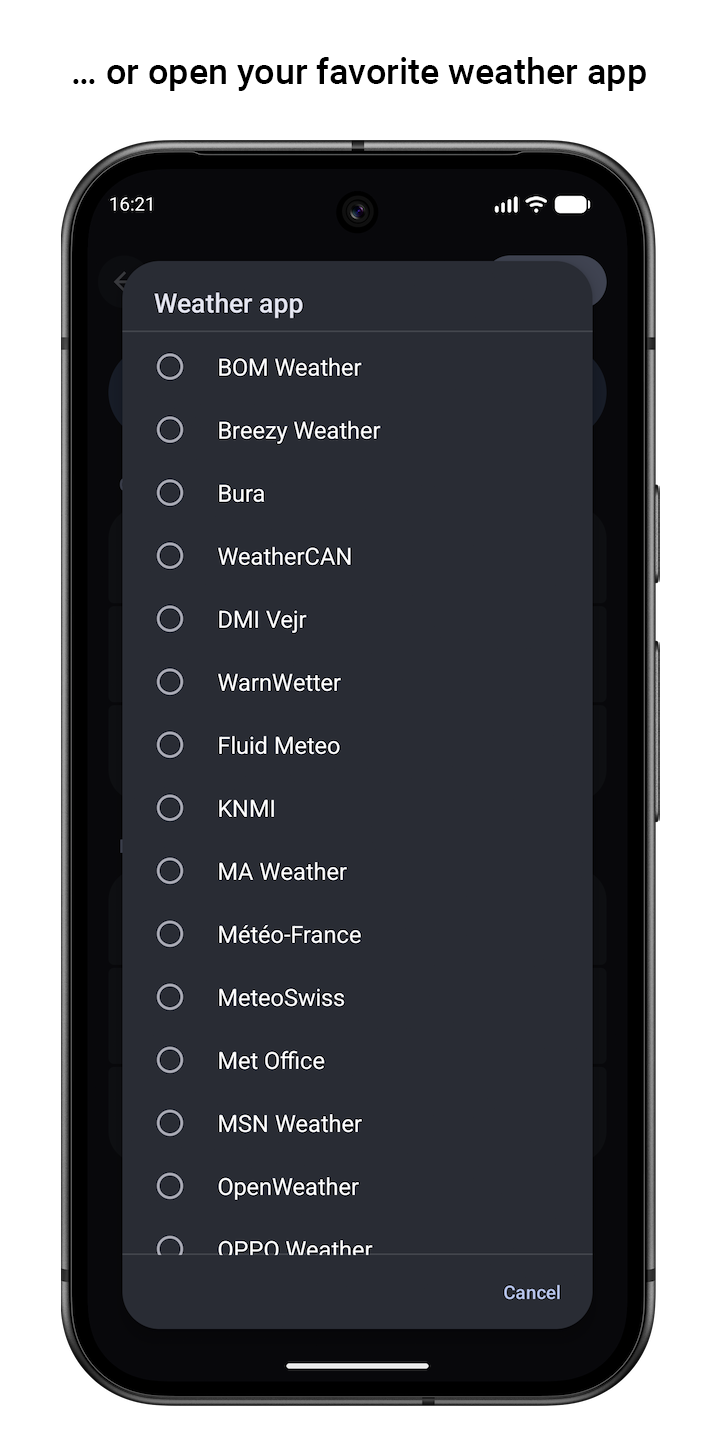 ... or open your favorite weather app
16:21
Weather app
BOM Weather
Breezy Weather
Bura
WeatherCAN
DMI Vejr
WarnWetter
Fluid Meteo
KNMI
MA Weather
Météo-France
MeteoSwiss
Met Office
MSN Weather
OpenWeather
OPPO Weather
Cancel